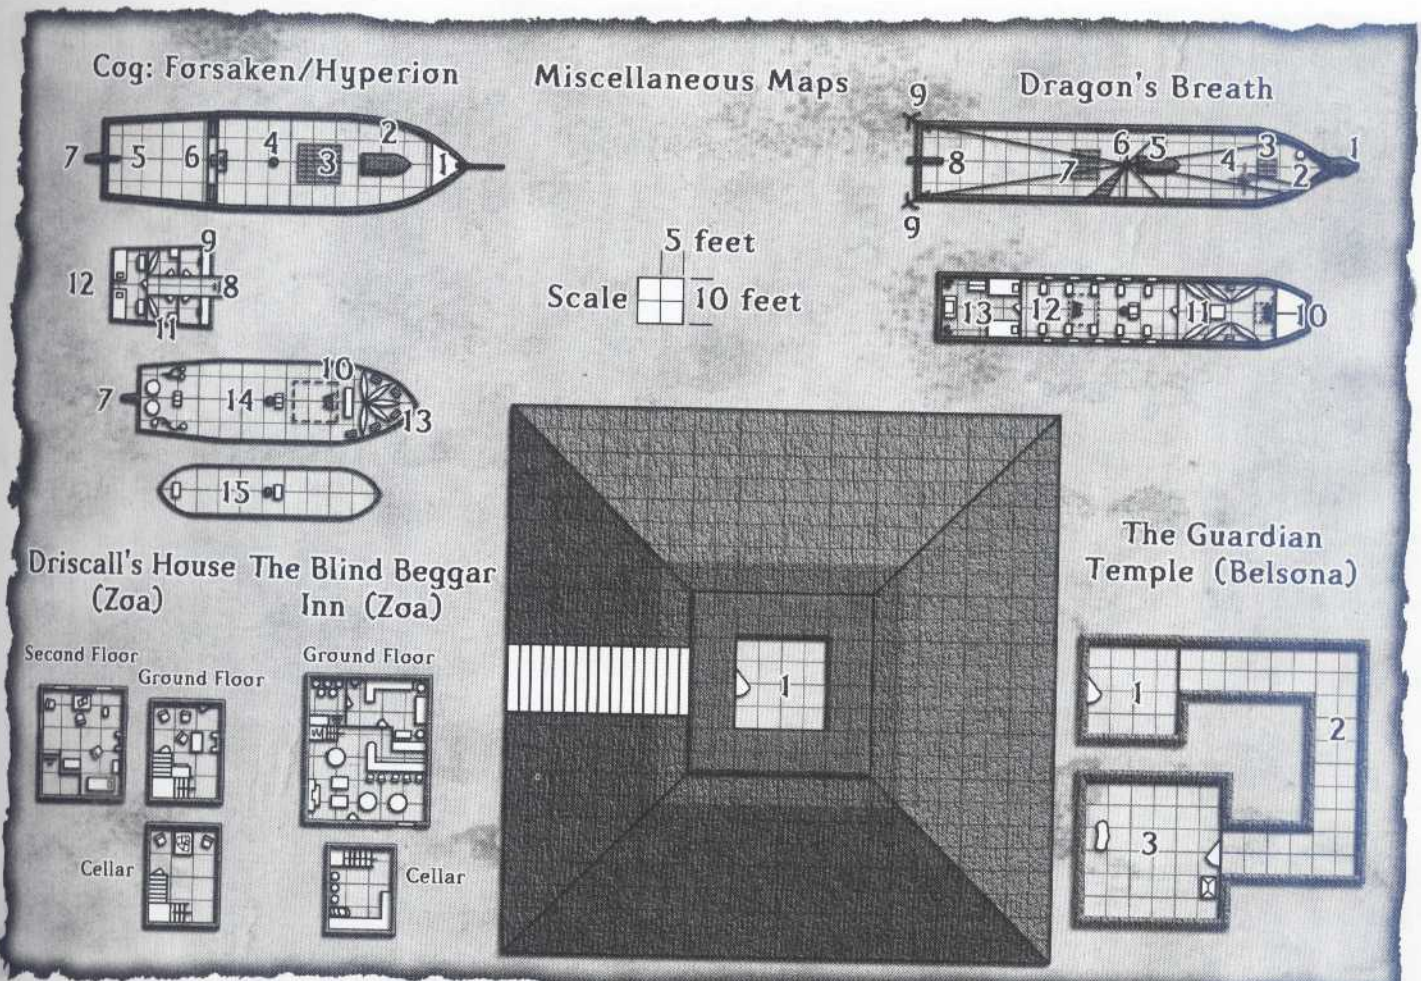 Miscellaneous Maps
Cog: Forsaken/Hyperion
7 5 6 4 3 2 1
12 9 8 11
7 14 10 13
15
Dragon's Breath
9 9 8 7 6 5 4 3 2 1
13 12 11 10
5 feet
Scale 10 feet
Driscall's House
(Zoa)
Second Floor
Ground Floor
Cellar
The Blind Beggar
Inn (Zoa)
Ground Floor
Cellar
1
The Guardian
Temple (Belsona)
1
2
3